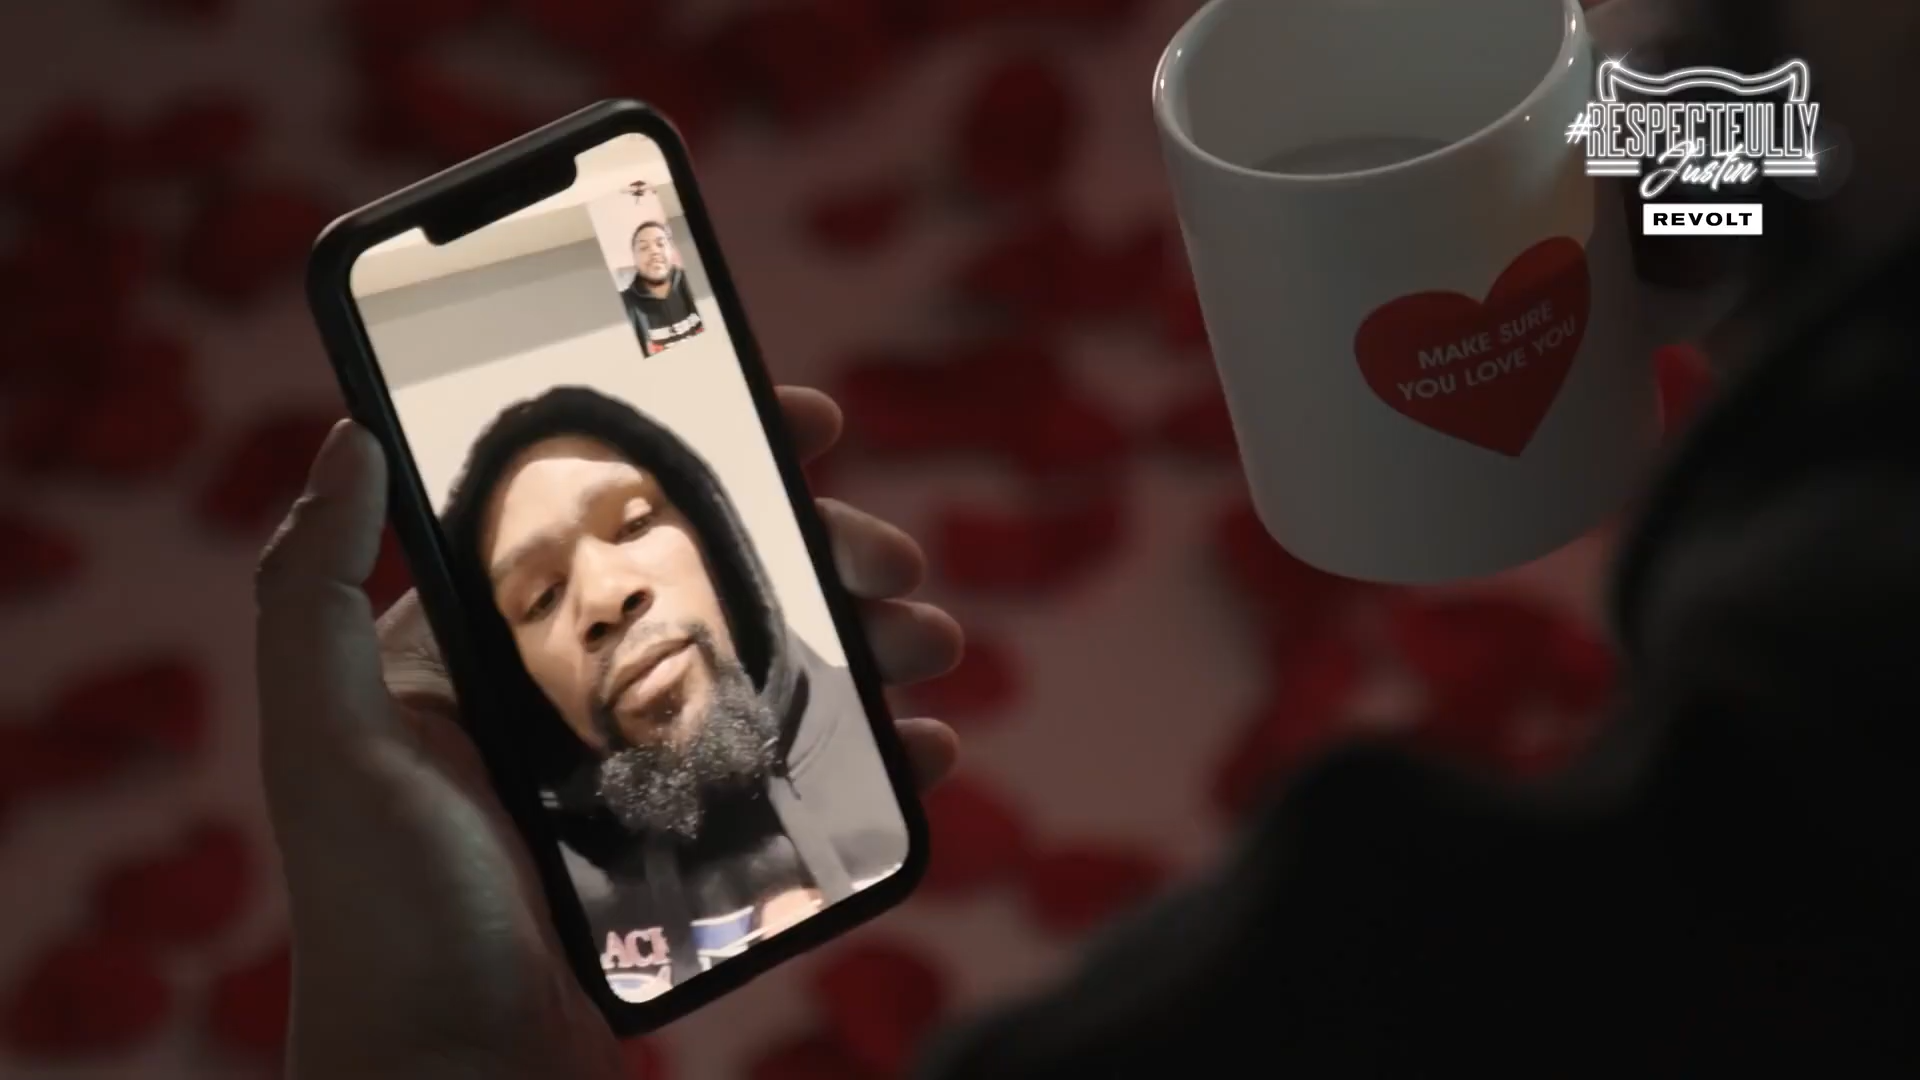 #RESPECTFULLY
Justin
REVOLT
MAKE SURE
YOU LOVE YOU